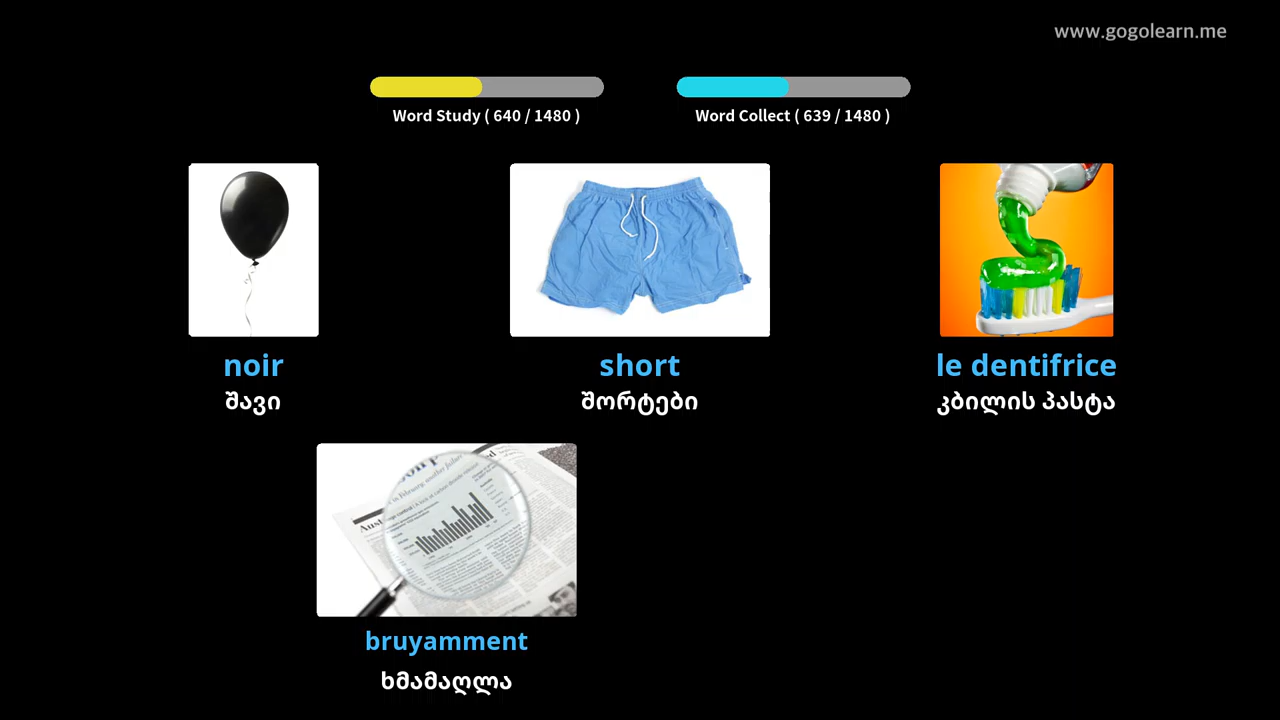 www.gogolearn.me
Word Study ( 640 / 1480 )
Word Collect ( 639 / 1480 )
noir
short
le dentifrice
შავი
შორტები
კბილის პასტა
bruyamment
ხმამაღლა